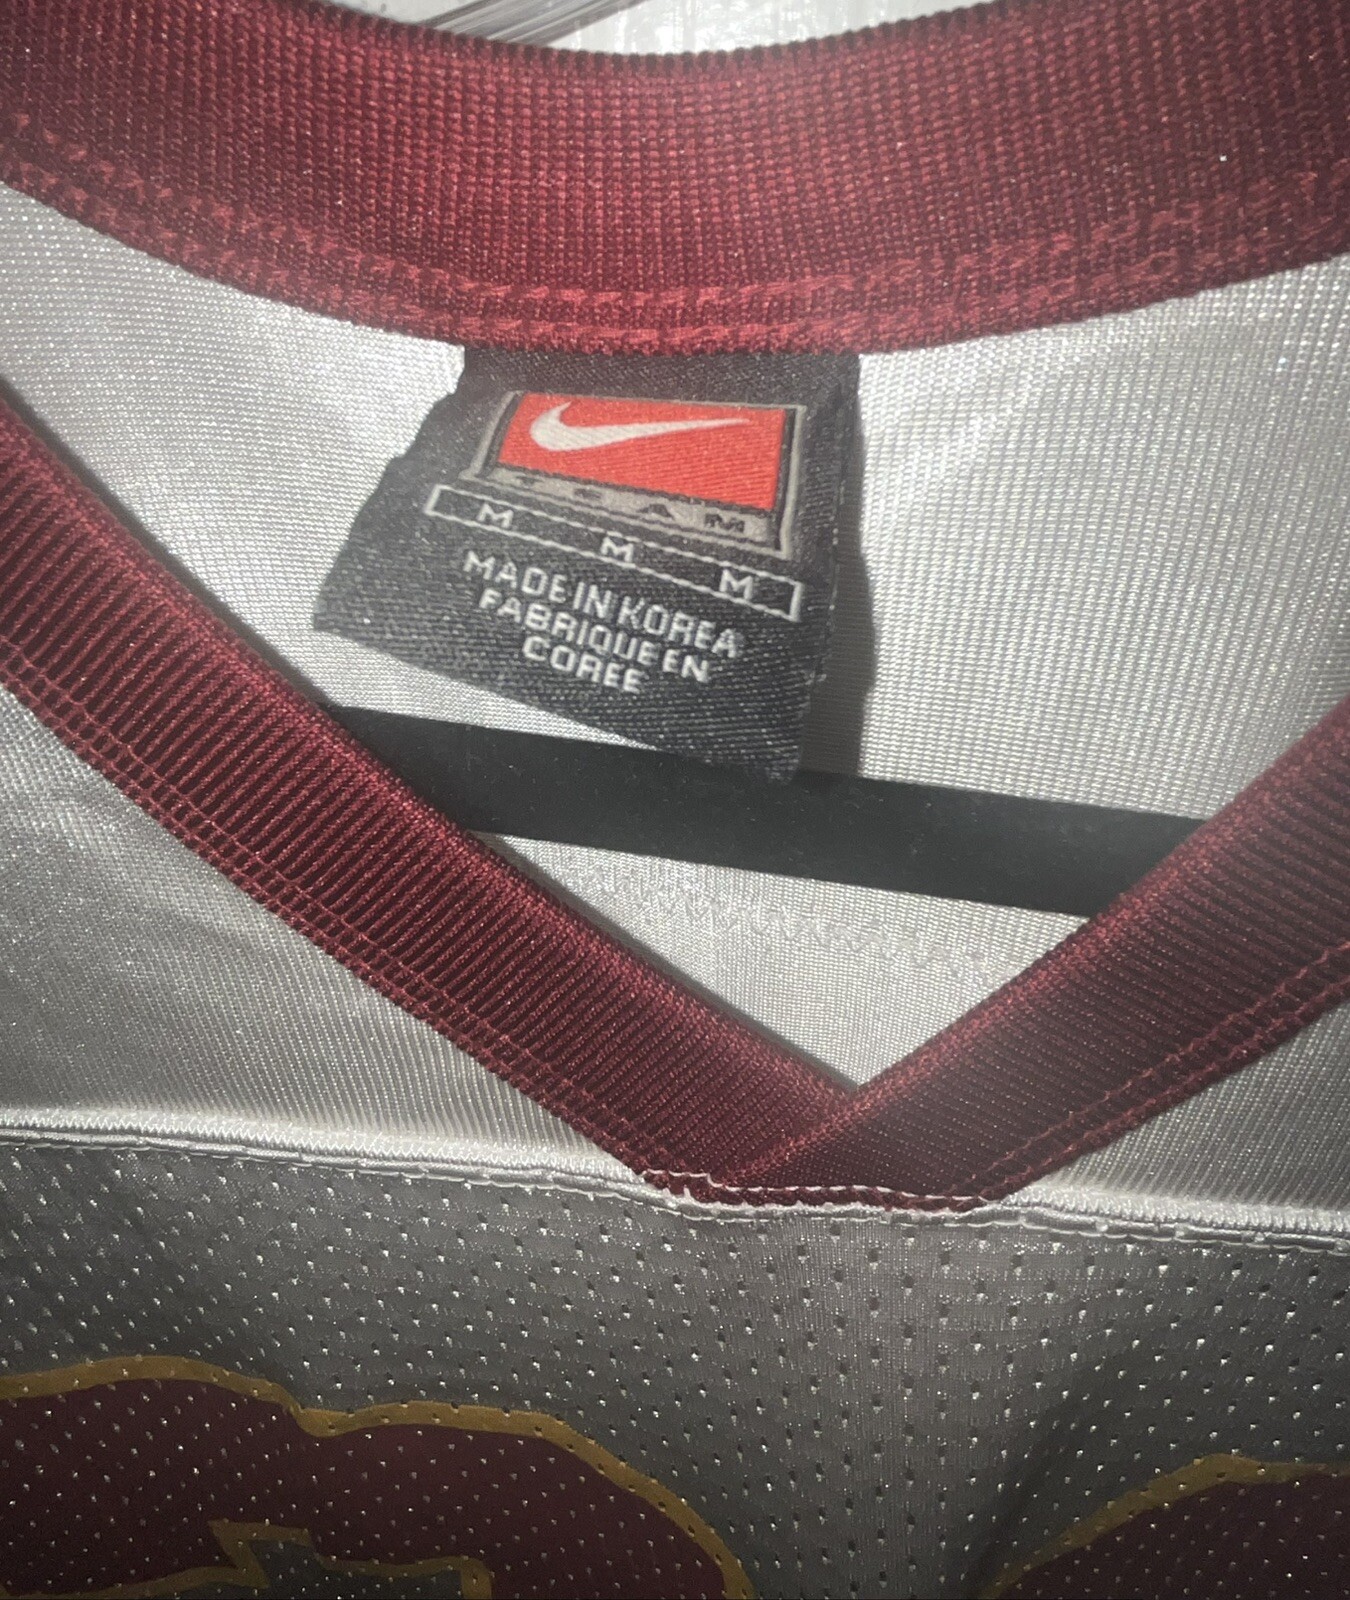 TEAM
M M M
MADE IN KOREA
FABRIQUE EN
COREE